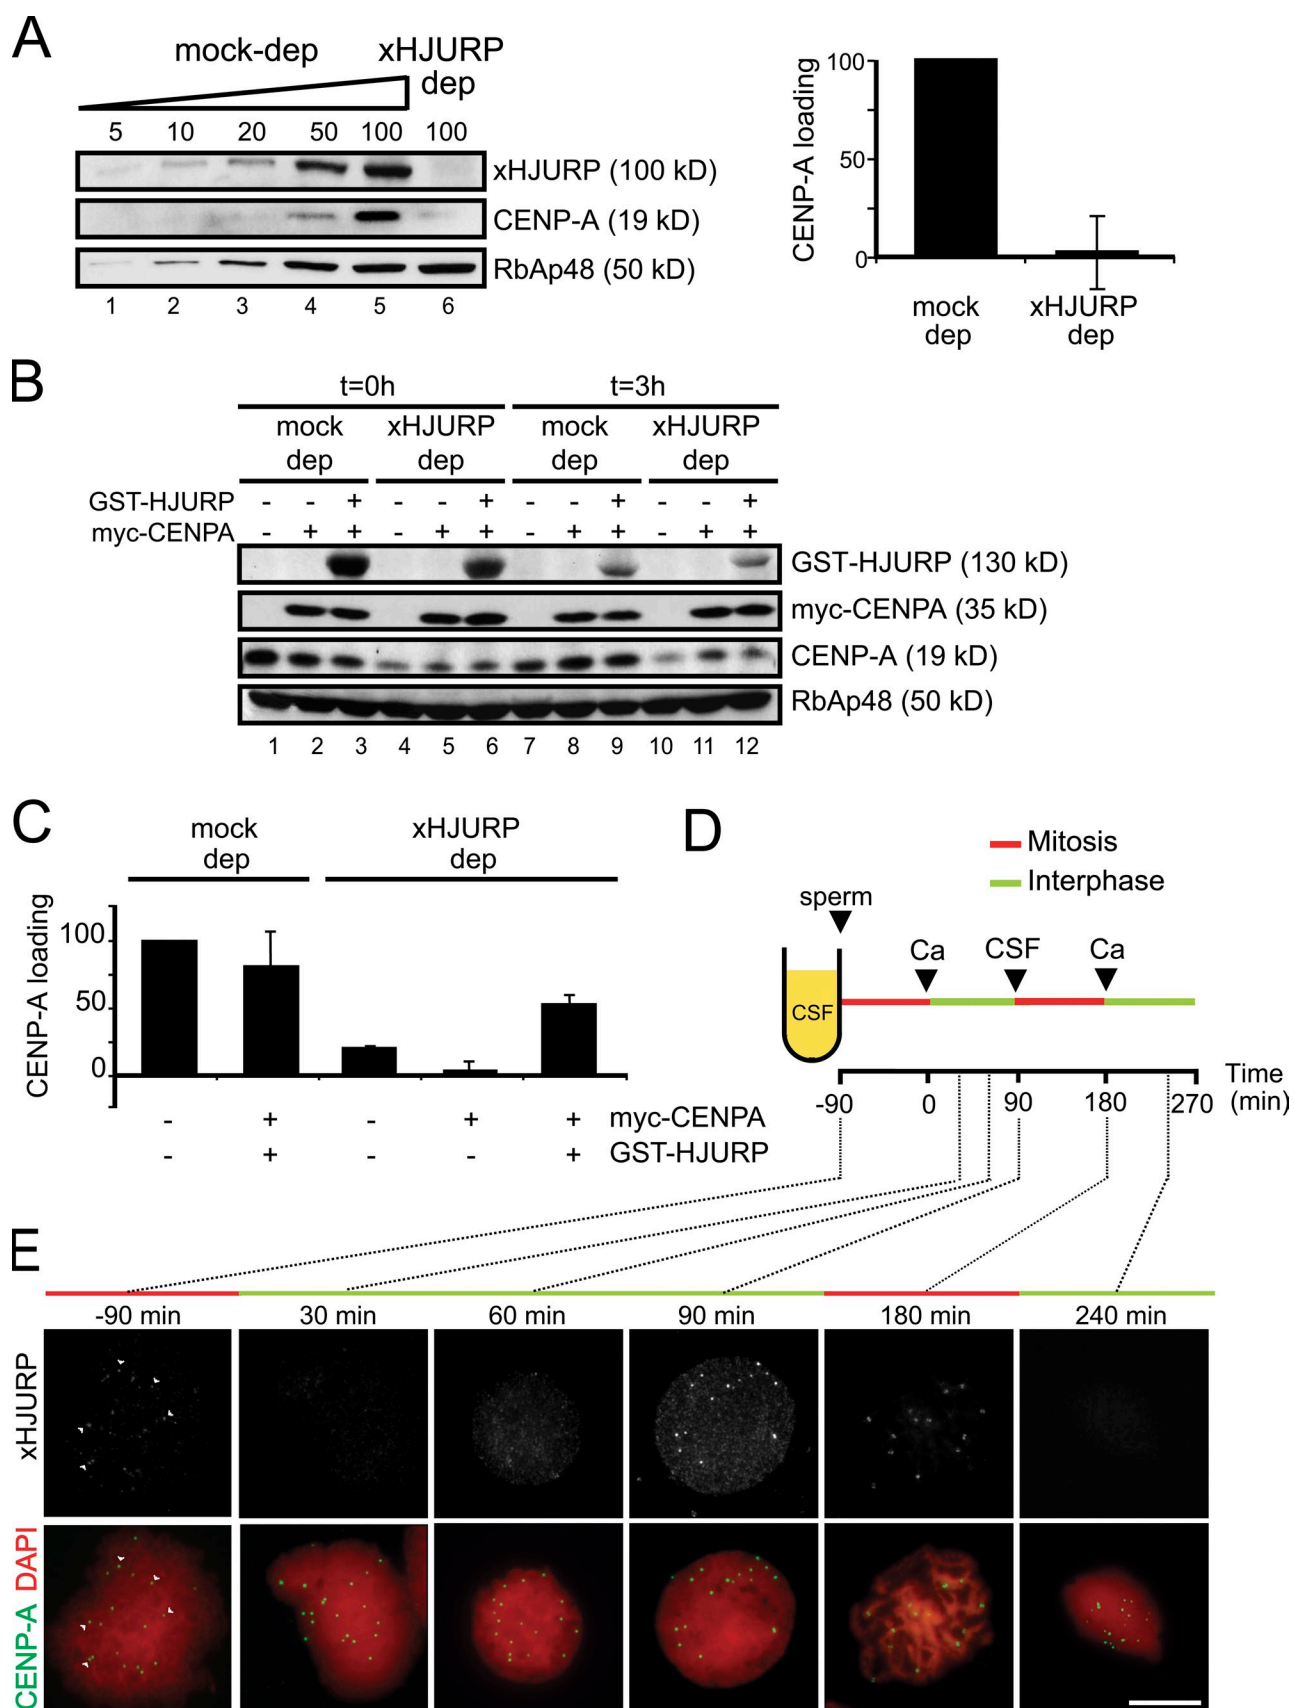 A
mock-dep
xHJURP
dep
5 10 20 50 100 100
xHJURP (100 kD)
CENP-A (19 kD)
RbAp48 (50 kD)
1 2 3 4 5 6
CENP-A loading
100
50
0
mock
dep
xHJURP
dep
B
t=0h t=3h
mock xHJURP mock xHJURP
dep dep dep dep
GST-HJURP - - + - - + - - + - - +
myc-CENPA - + + - + + - + + - + +
GST-HJURP (130 kD)
myc-CENPA (35 kD)
CENP-A (19 kD)
RbAp48 (50 kD)
1 2 3 4 5 6 7 8 9 10 11 12
C
mock xHJURP
dep dep
CENP-A loading
100
50
0
- + - + + myc-CENPA
- + - - + GST-HJURP
D
Mitosis
Interphase
sperm
Ca CSF Ca
CSF
Time
(min)
-90 0 90 180 270
E
-90 min 30 min 60 min 90 min 180 min 240 min
xHJURP
CENP-A DAPI